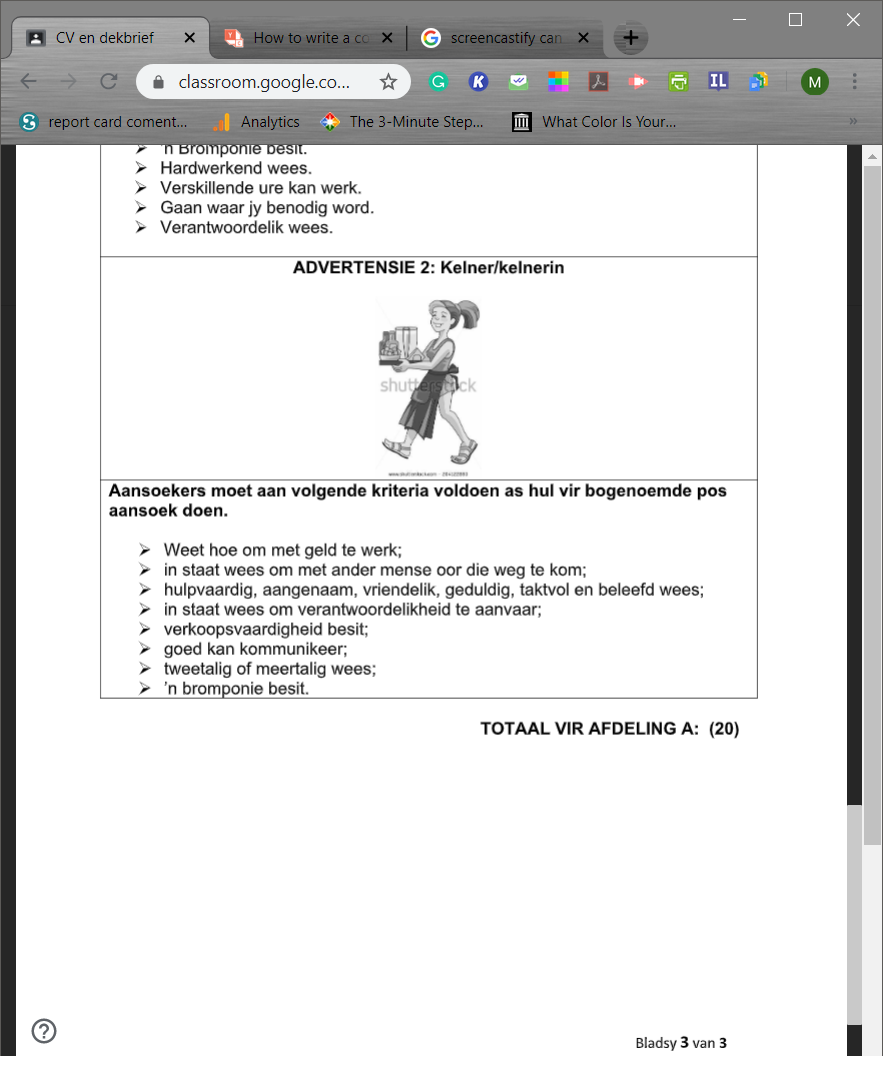 CV en dekbrief
How to write a co
screencastify can
classroom.google.co...
M
report card coment...
Analytics
The 3-Minute Step...
What Color Is Your...
'n Bromponie besit.
Hardwerkend wees.
Verskillende ure kan werk.
Gaan waar jy benodig word.
Verantwoordelik wees.
ADVERTENSIE 2: Kelner/kelnerin
shutterstock
Aansoekers moet aan volgende kriteria voldoen as hul vir bogenoemde pos
aansoek doen.
Weet hoe om met geld te werk;
in staat wees om met ander mense oor die weg te kom;
hulpvaardig, aangenaam, vriendelik, geduldig, taktvol en beleefd wees;
in staat wees om verantwoordelikheid te aanvaar;
verkoopsvaardigheid besit;
goed kan kommunikeer;
tweetalig of meertalig wees;
'n bromponie besit.
TOTAAL VIR AFDELING A: (20)
Bladsy 3 van 3